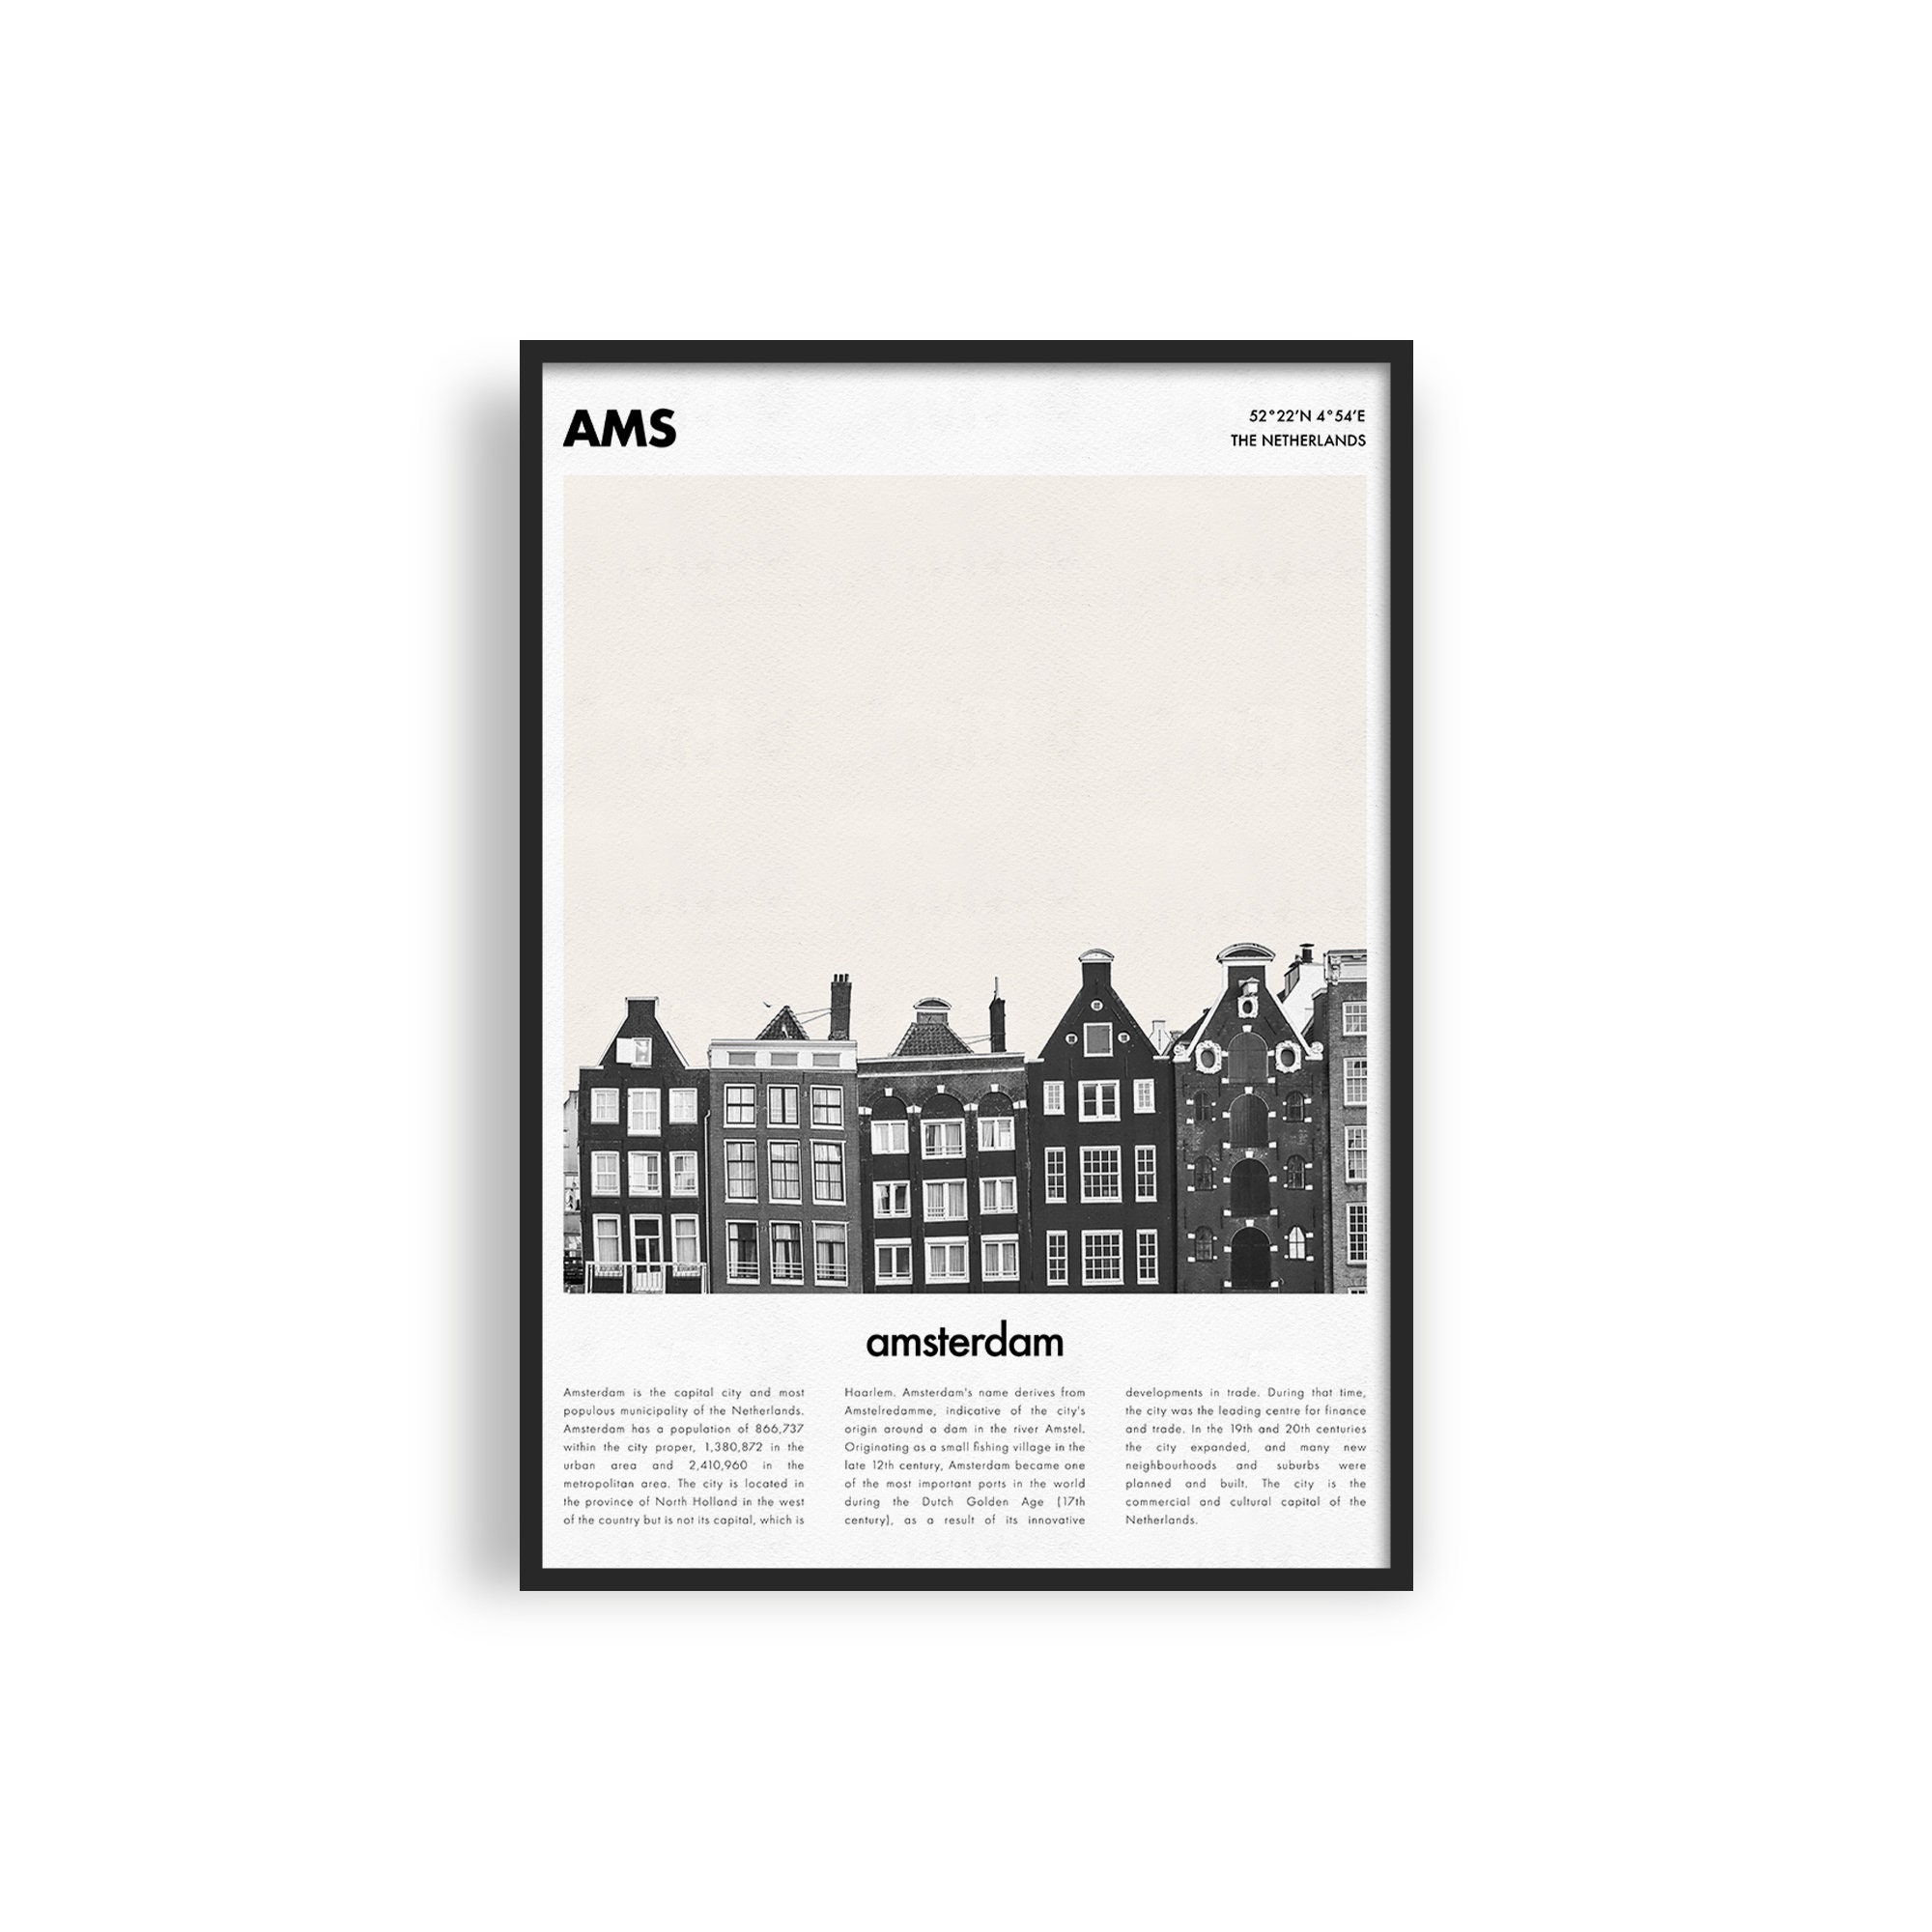 AMS
52°22'N 4°54'E
THE NETHERLANDS
amsterdam
Amsterdam is the capital city and most
populous municipality of the Netherlands.
Amsterdam has a population of 866,737
within the city proper, 1,380,872 in the
urban area and 2,410,960 in the
metropolitan area. The city is located in
the province of North Holland in the west
of the country but is not its capital, which is
Haarlem. Amsterdam's name derives from
Amstelredamme, indicative of the city's
origin around a dam in the river Amstel.
Originating as a small fishing village in the
late 12th century, Amsterdam became one
of the most important ports in the world
during the Dutch Golden Age (17th
century), as a result of its innovative
developments in trade. During that time,
the city was the leading centre for finance
and trade. In the 19th and 20th centuries
the city expanded, and many new
neighbourhoods and suburbs were
planned and built. The city is the
commercial and cultural capital of the
Netherlands.